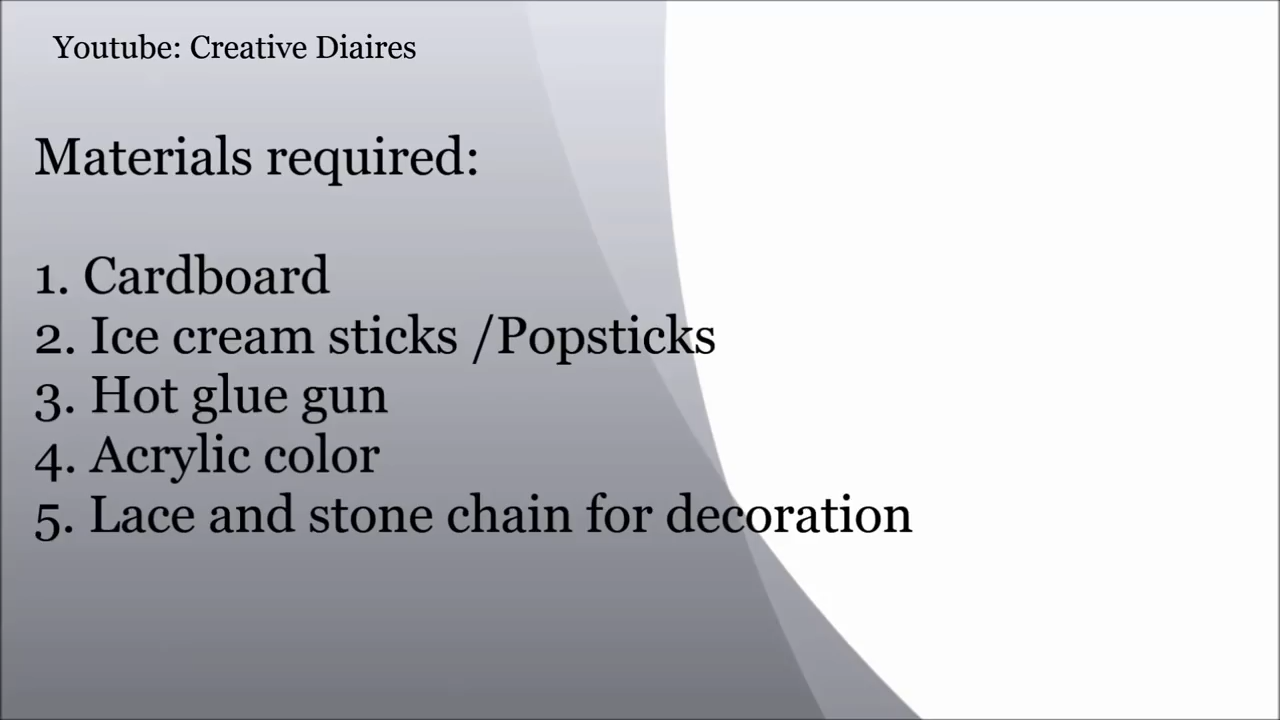 Youtube: Creative Diaires
Materials required:
1. Cardboard
2. Ice cream sticks /Popsticks
3. Hot glue gun
4. Acrylic color
5. Lace and stone chain for decoration